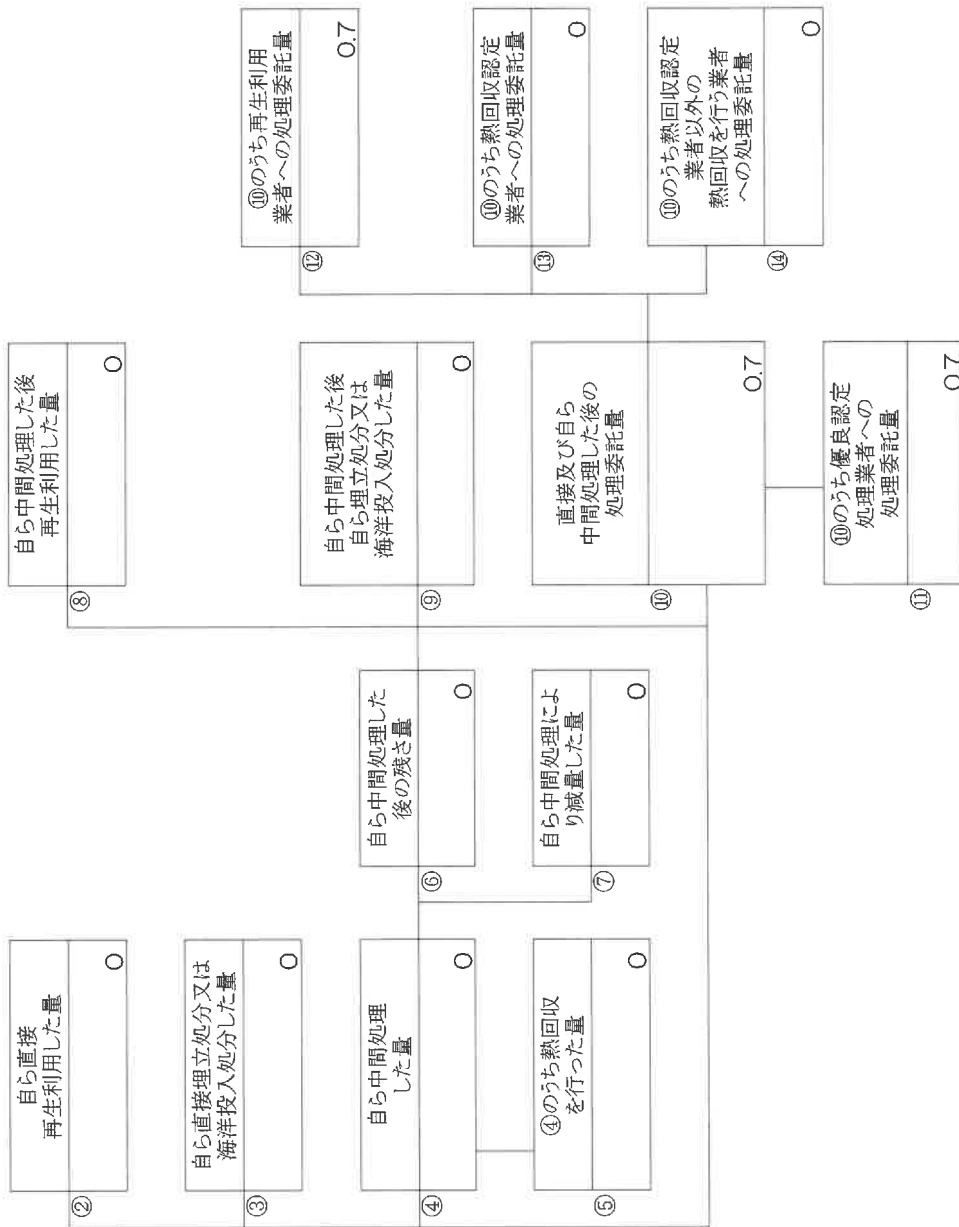 ②
自ら直接
再生利用した量
0
③
自ら直接埋立処分又は
海洋投入処分した量
0
④
自ら中間処理
した量
0
⑤
④のうち熱回収
を行った量
0
⑥
自ら中間処理した
後の残さ量
0
⑦
自ら中間処理によ
り減量した量
0
⑧
自ら中間処理した後
再生利用した量
0
⑨
自ら中間処理した後
自ら埋立処分又は
海洋投入処分した量
0
⑩
直接及び自ら
中間処理した後の
処理委託量
0.7
⑪
⑩のうち優良認定
処理業者への
処理委託量
0.7
⑫
⑩のうち再生利用
業者への処理委託量
0.7
⑬
⑩のうち熱回収認定
業者への処理委託量
0
⑭
⑩のうち熱回収認定
業者以外の
熱回収を行う業者
への処理委託量
0